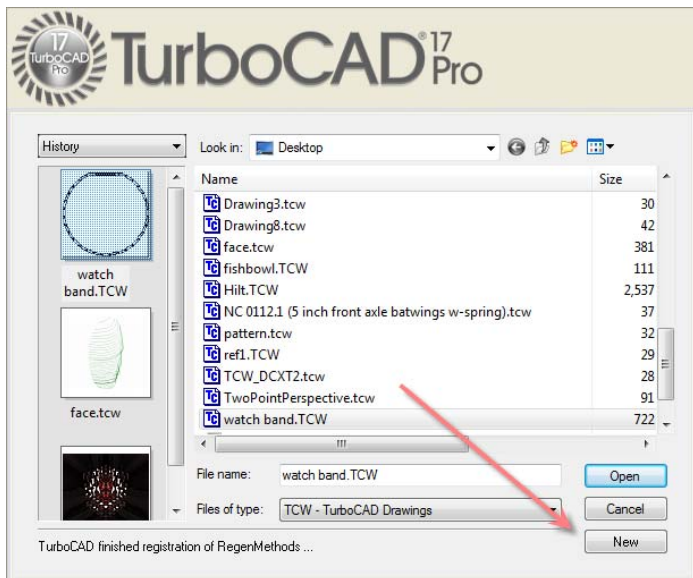 17
TurboCAD
Pro
TurboCAD® 17
Pro
History
Look in: Desktop
Name Size
Drawing3.tcw 30
Drawing8.tcw 42
face.tcw 381
fishbowl.TCW 111
Hilt.TCW 2,537
NC 0112.1 (5 inch front axle batwings w-spring).tcw 37
pattern.tcw 32
ref1.TCW 29
TCW_DCXT2.tcw 28
TwoPointPerspective.tcw 91
watch band.TCW 722
watch
band.TCW
face.tcw
File name: watch band.TCW Open
Files of type: TCW - TurboCAD Drawings Cancel
New
TurboCAD finished registration of RegenMethods ...